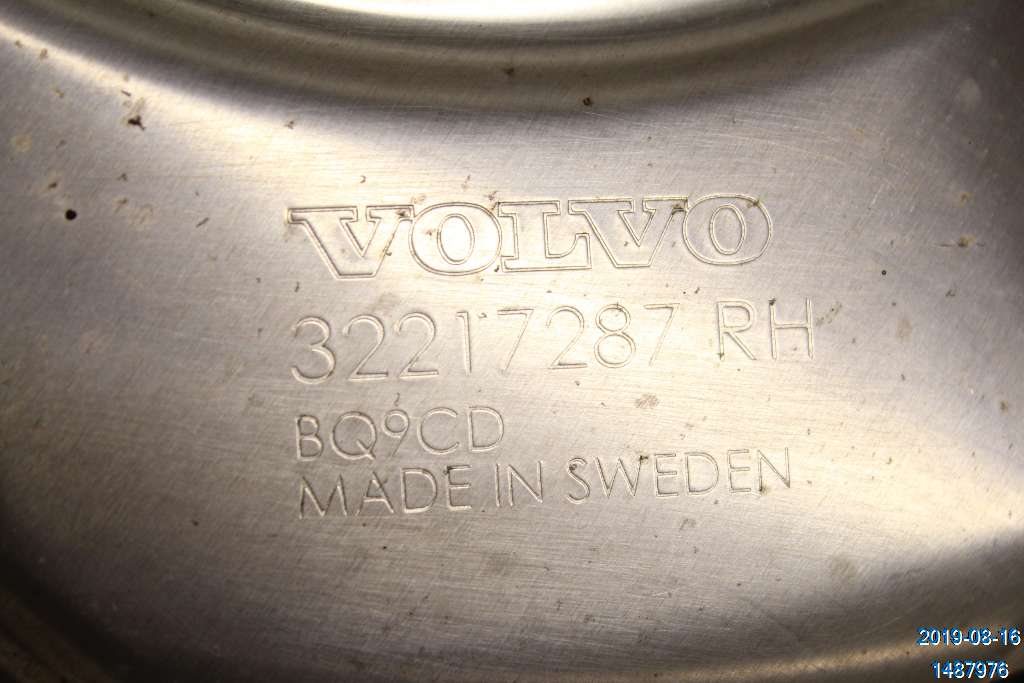 VOLVO
32217287 RH
BQ9CD
MADE IN SWEDEN
2019-08-16
1487976